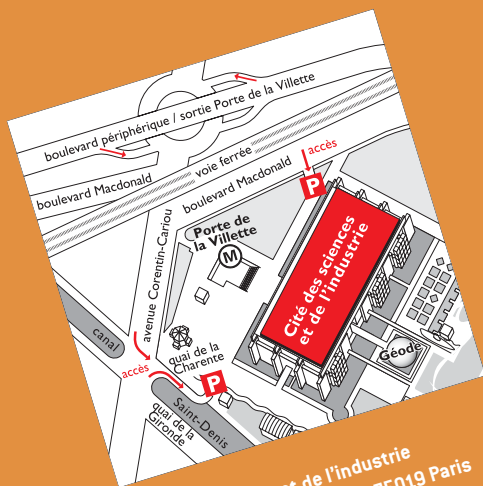 boulevard périphérique / sortie Porte de la Villette
boulevard Macdonald
voie ferrée
boulevard Macdonald
accès
P
Porte de
la Villette
M
avenue Corentin-Cariou
Cité des sciences
et de l'industrie
canal
accès
quai de la
Charente
P
Géode
Saint-Denis
quai de la
Gironde
et de l'industrie
75019 Paris